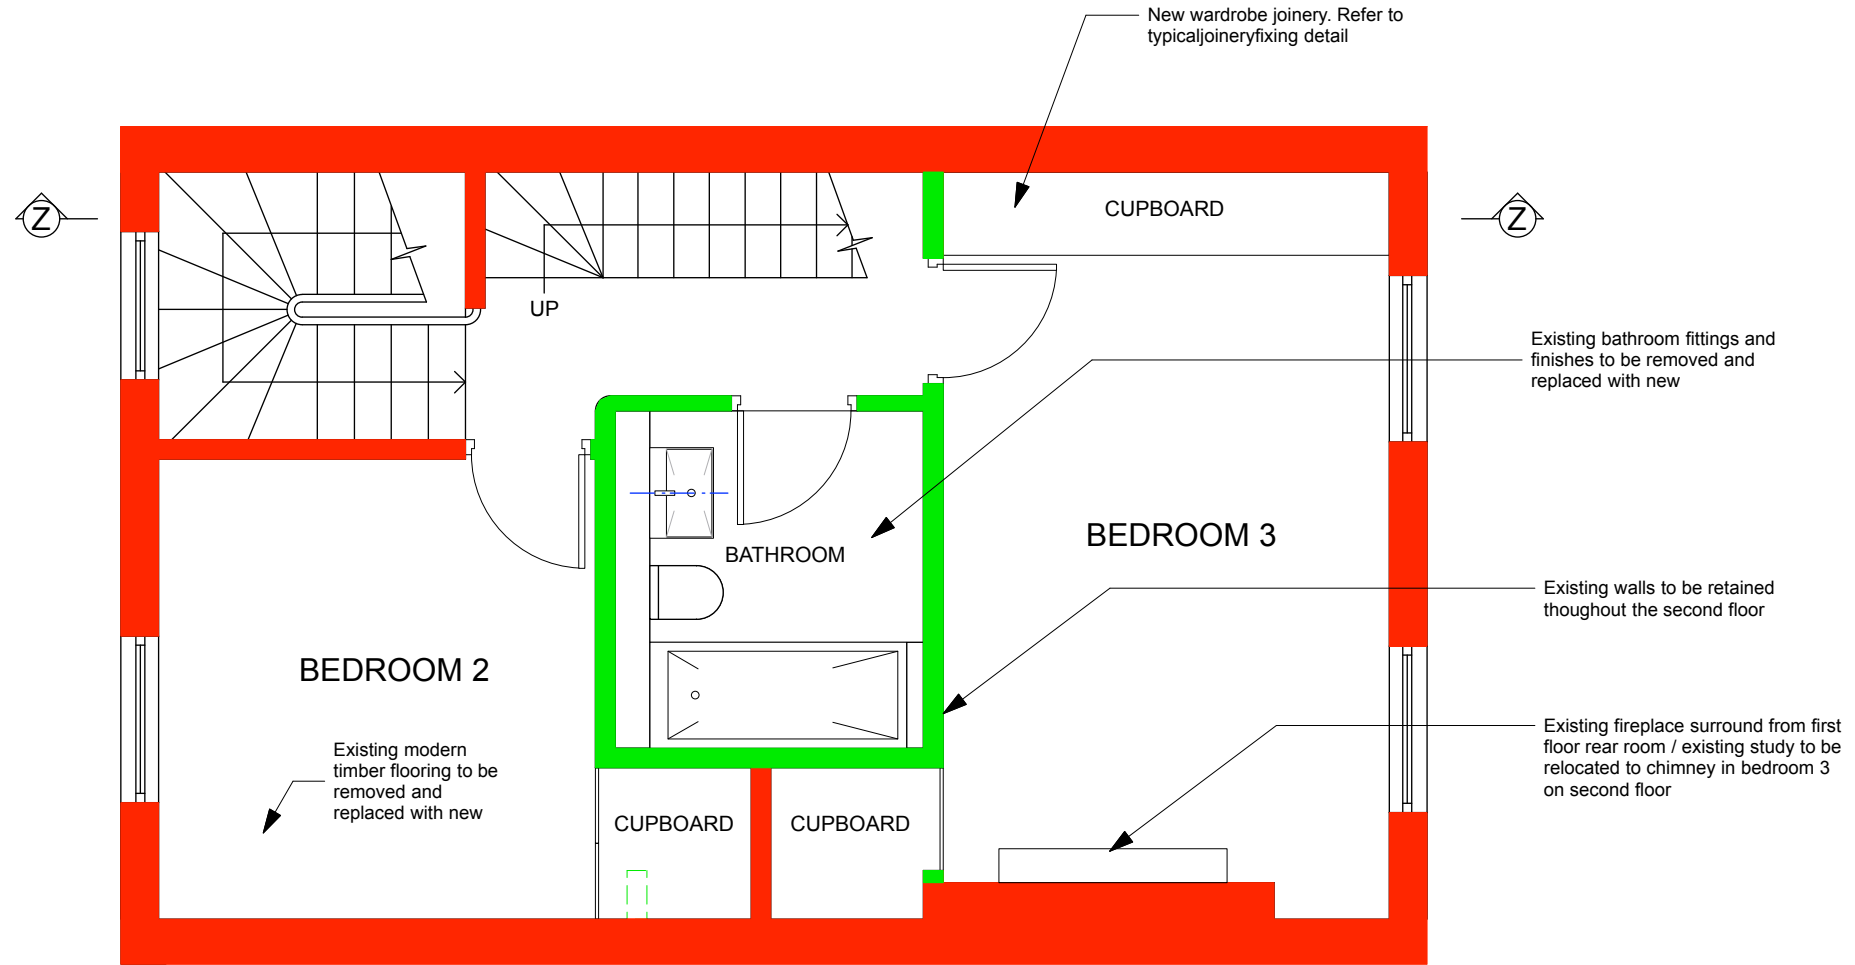 New wardrobe joinery. Refer to
typicaljoineryfixing detail
Z
CUPBOARD
Z
UP
Existing bathroom fittings and
finishes to be removed and
replaced with new
BEDROOM 3
BATHROOM
Existing walls to be retained
thoughout the second floor
BEDROOM 2
Existing fireplace surround from first
floor rear room / existing study to be
relocated to chimney in bedroom 3
on second floor
Existing modern
timber flooring to be
removed and
replaced with new
CUPBOARD
CUPBOARD